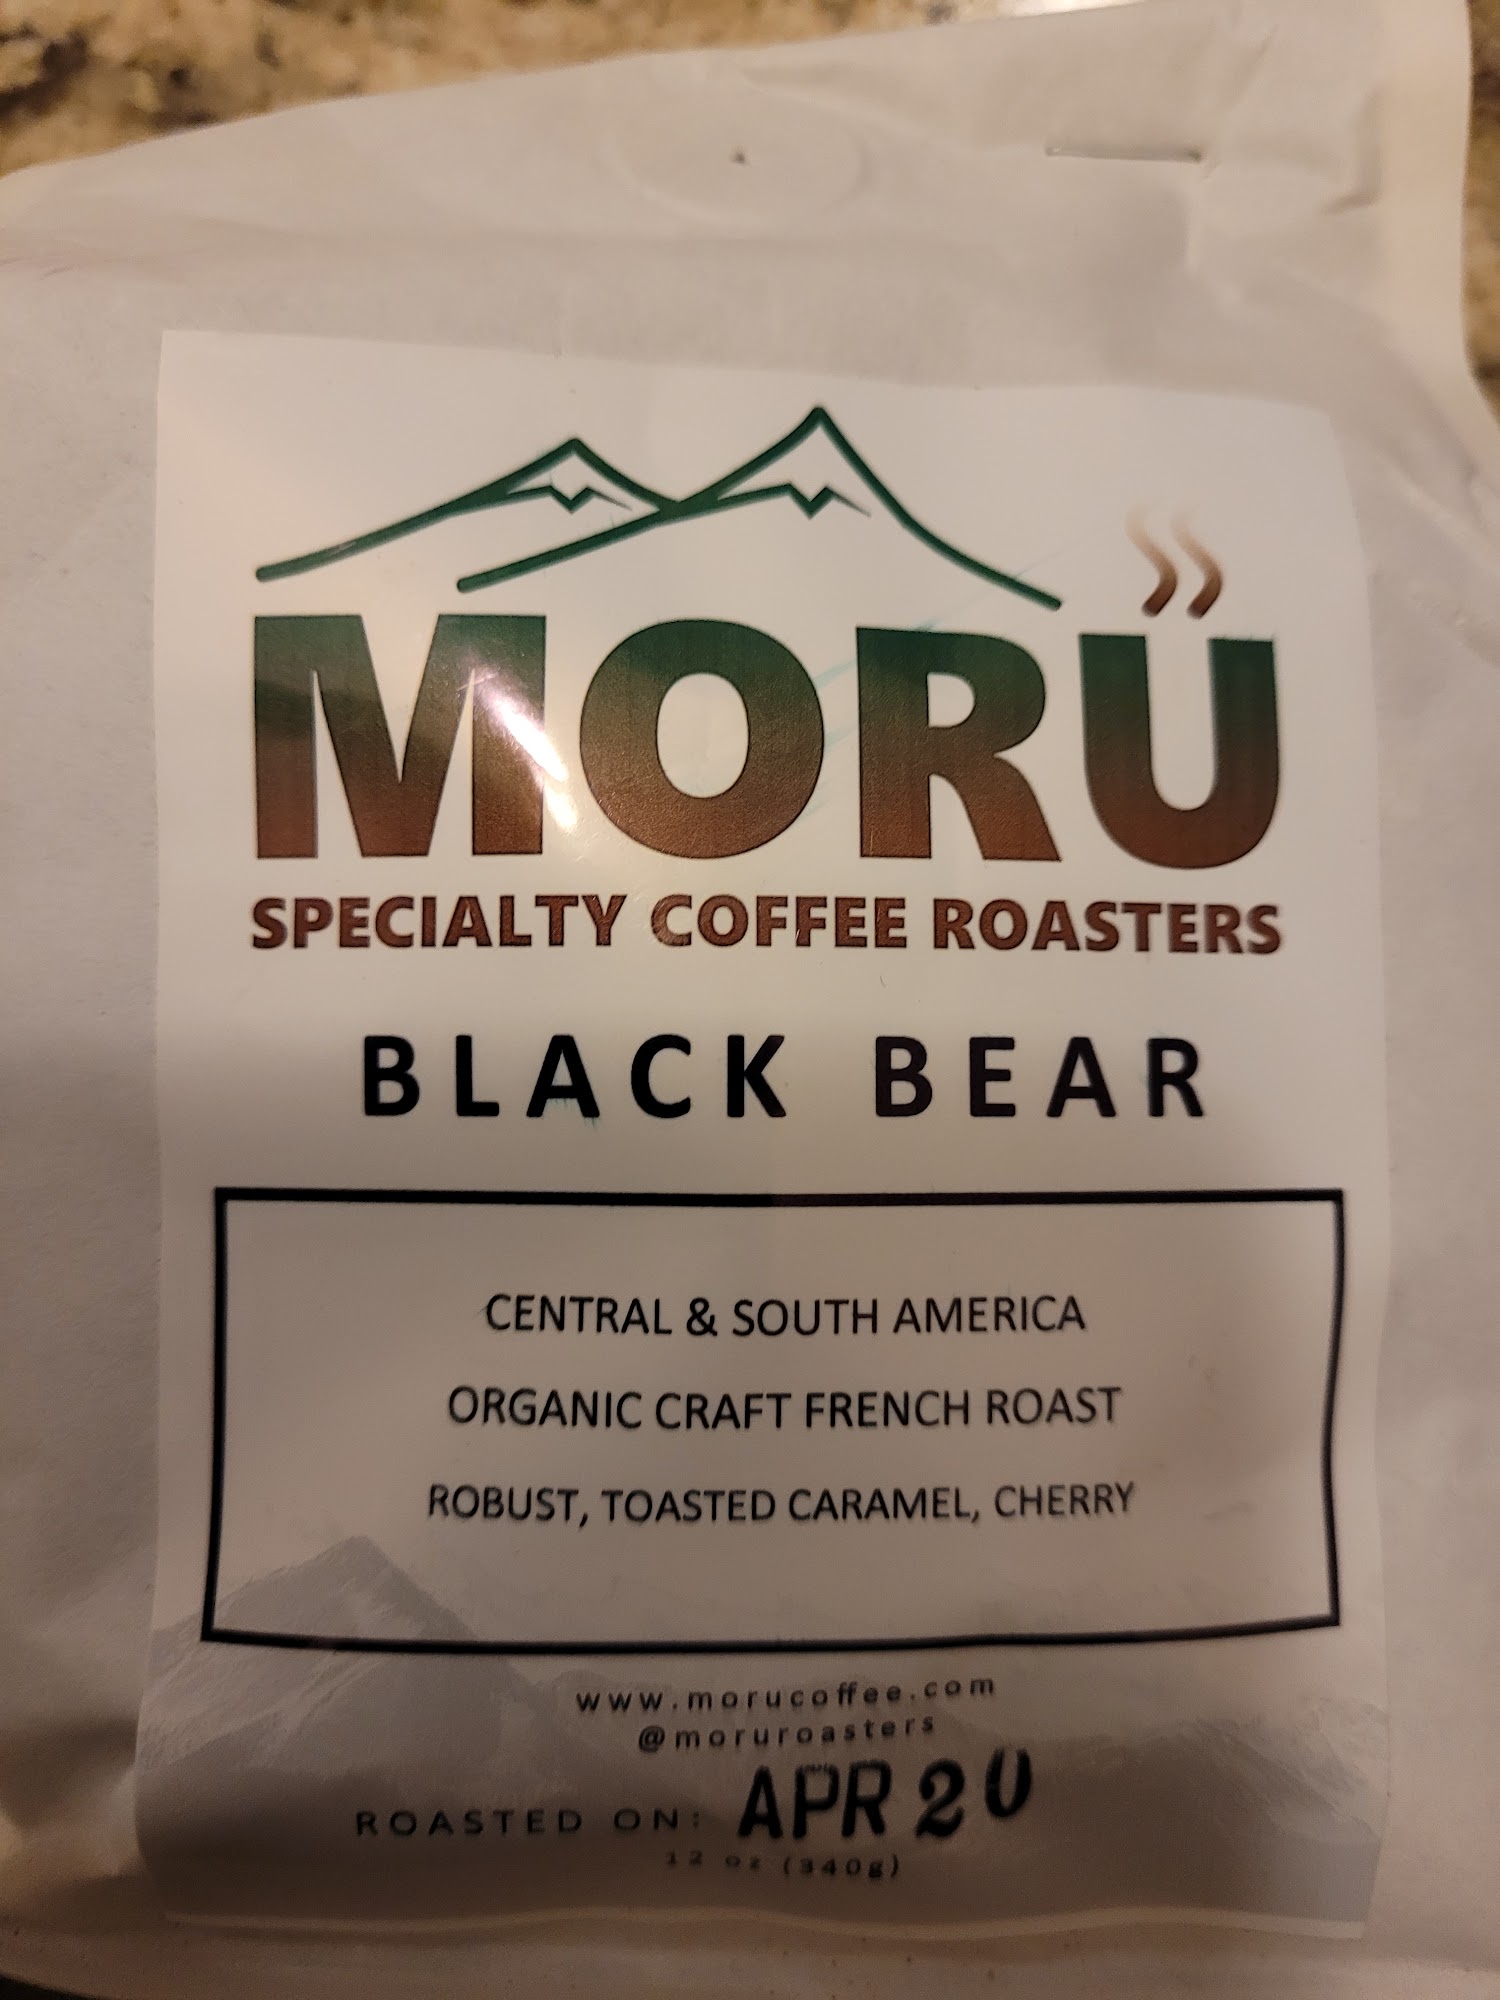 MORU
SPECIALTY COFFEE ROASTERS
BLACK BEAR
CENTRAL & SOUTH AMERICA
ORGANIC CRAFT FRENCH ROAST
ROBUST, TOASTED CARAMEL, CHERRY
www.morucoffee.com
@moruroasters
ROASTED ON: APR 20
12 oz (340g)